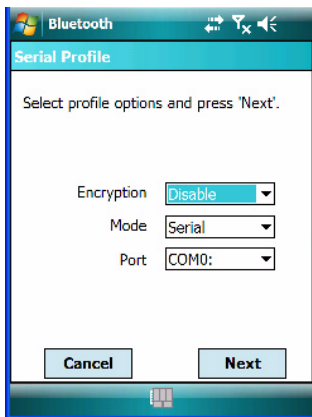 Bluetooth
Serial Profile
Select profile options and press 'Next'.
Encryption Disable
Mode Serial
Port COM0:
Cancel Next